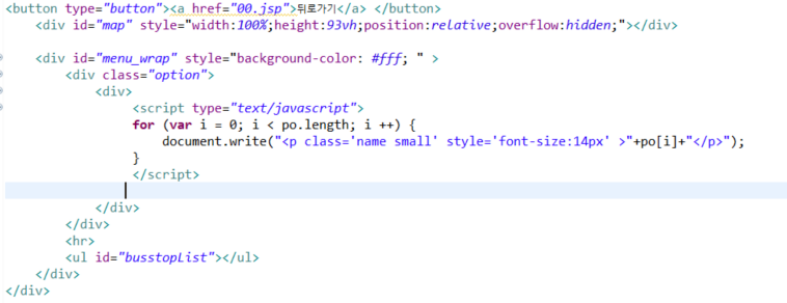 <button type="button"><a href="00.jsp">뒤로가기</a> </button>
<div id="map" style="width:100%;height:93vh;position:relative;overflow:hidden;"></div>
<div id="menu_wrap" style="background-color: #fff; " >
<div class="option">
<div>
<script type="text/javascript">
for (var i = 0; i < po.length; i ++) {
document.write("<p class='name small' style='font-size:14px' >"+po[i]+"</p>");
}
</script>
</div>
</div>
<hr>
<ul id="busstopList"></ul>
</div>
</div>